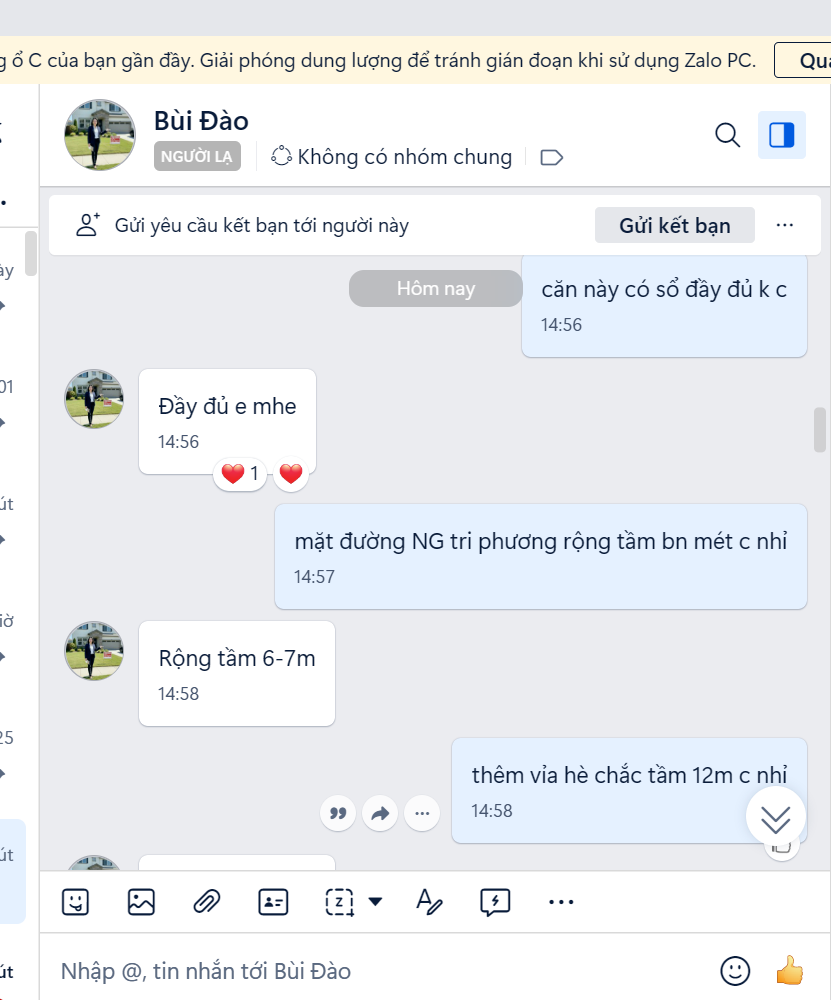 ổ C của bạn gần đầy. Giải phóng dung lượng để tránh gián đoạn khi sử dụng Zalo PC.
Bùi Đào
NGƯỜI LẠ
Không có nhóm chung
Gửi yêu cầu kết bạn tới người này
Gửi kết bạn
Hôm nay
căn này có sổ đầy đủ k c
14:56
Đầy đủ e mhe
14:56
1
mặt đường NG tri phương rộng tầm bn mét c nhỉ
14:57
Rộng tầm 6-7m
14:58
thêm vỉa hè chắc tầm 12m c nhỉ
14:58
Nhập @, tin nhắn tới Bùi Đào